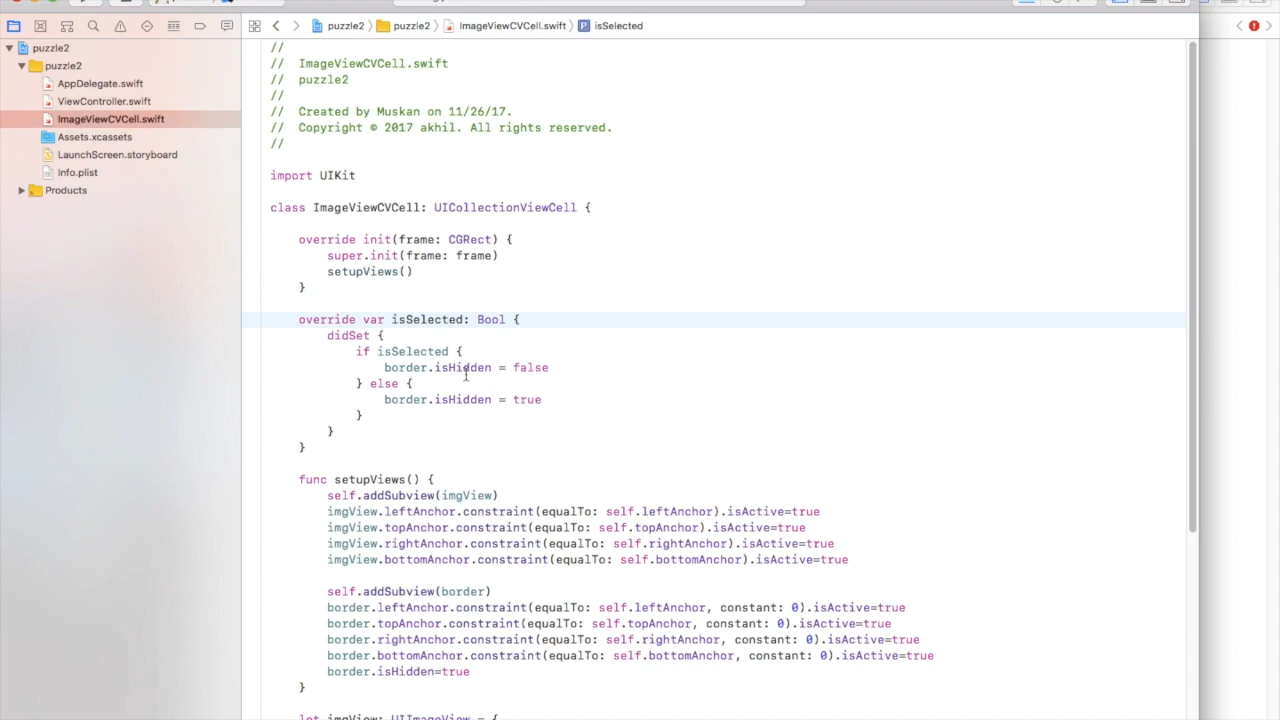 puzzle2 puzzle2 ImageViewCVCell.swift P isSelected
puzzle2
puzzle2
AppDelegate.swift
ViewController.swift
ImageViewCVCell.swift
Assets.xcassets
LaunchScreen.storyboard
Info.plist
Products
//
//  ImageViewCVCell.swift
//  puzzle2
//
//  Created by Muskan on 11/26/17.
//  Copyright © 2017 akhil. All rights reserved.
//
import UIKit
class ImageViewCVCell: UICollectionViewCell {
override init(frame: CGRect) {
super.init(frame: frame)
setupViews()
}
override var isSelected: Bool {
didSet {
if isSelected {
border.isHidden = false
} else {
border.isHidden = true
}
}
}
func setupViews() {
self.addSubview(imgView)
imgView.leftAnchor.constraint(equalTo: self.leftAnchor).isActive=true
imgView.topAnchor.constraint(equalTo: self.topAnchor).isActive=true
imgView.rightAnchor.constraint(equalTo: self.rightAnchor).isActive=true
imgView.bottomAnchor.constraint(equalTo: self.bottomAnchor).isActive=true
self.addSubview(border)
border.leftAnchor.constraint(equalTo: self.leftAnchor, constant: 0).isActive=true
border.topAnchor.constraint(equalTo: self.topAnchor, constant: 0).isActive=true
border.rightAnchor.constraint(equalTo: self.rightAnchor, constant: 0).isActive=true
border.bottomAnchor.constraint(equalTo: self.bottomAnchor, constant: 0).isActive=true
border.isHidden=true
}
let imgView: UIImageView = {